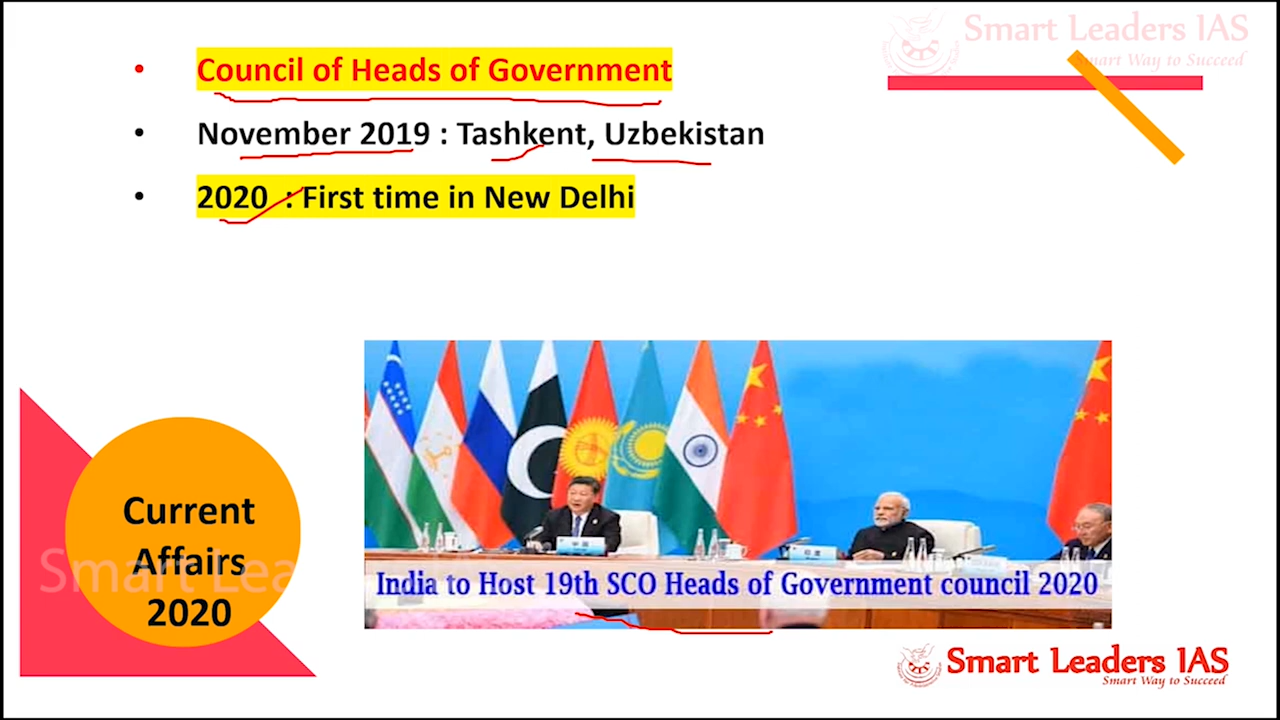 Smart Leaders IAS
Smart Way to Succeed
• Council of Heads of Government
• November 2019 : Tashkent, Uzbekistan
• 2020 : First time in New Delhi
Current
Affairs
2020
Smart Lea
India to Host 19th SCO Heads of Government council 2020
Smart Leaders IAS
Smart Way to Succeed